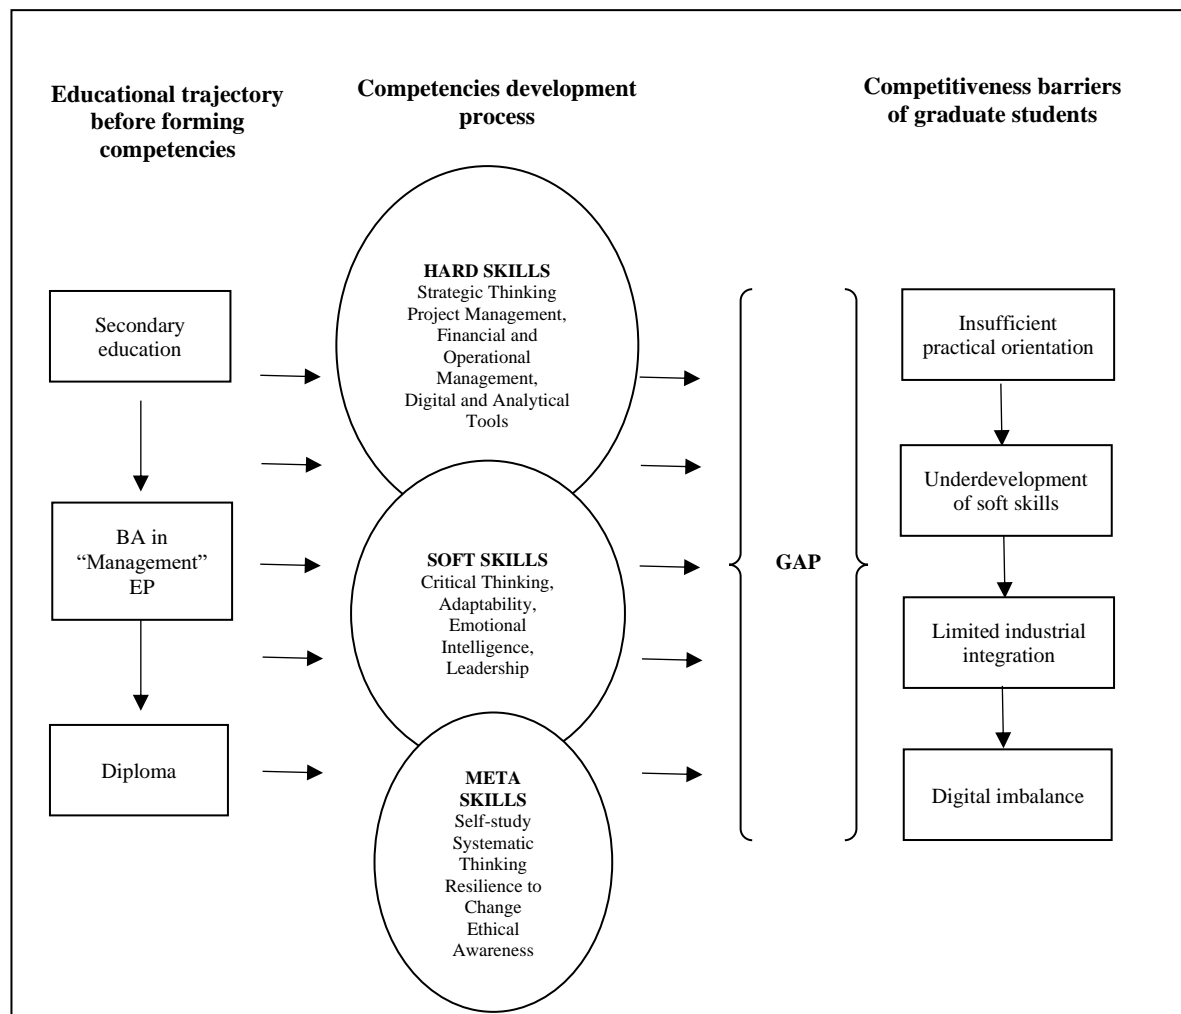 Educational trajectory
before forming
competencies
Competencies development
process
Competitiveness barriers
of graduate students
Secondary
education
BA in
“Management”
EP
Diploma
HARD SKILLS
Strategic Thinking
Project Management,
Financial and
Operational
Management,
Digital and Analytical
Tools
SOFT SKILLS
Critical Thinking,
Adaptability,
Emotional
Intelligence,
Leadership
META
SKILLS
Self-study
Systematic
Thinking
Resilience to
Change
Ethical
Awareness
GAP
Insufficient
practical orientation
Underdevelopment
of soft skills
Limited industrial
integration
Digital imbalance